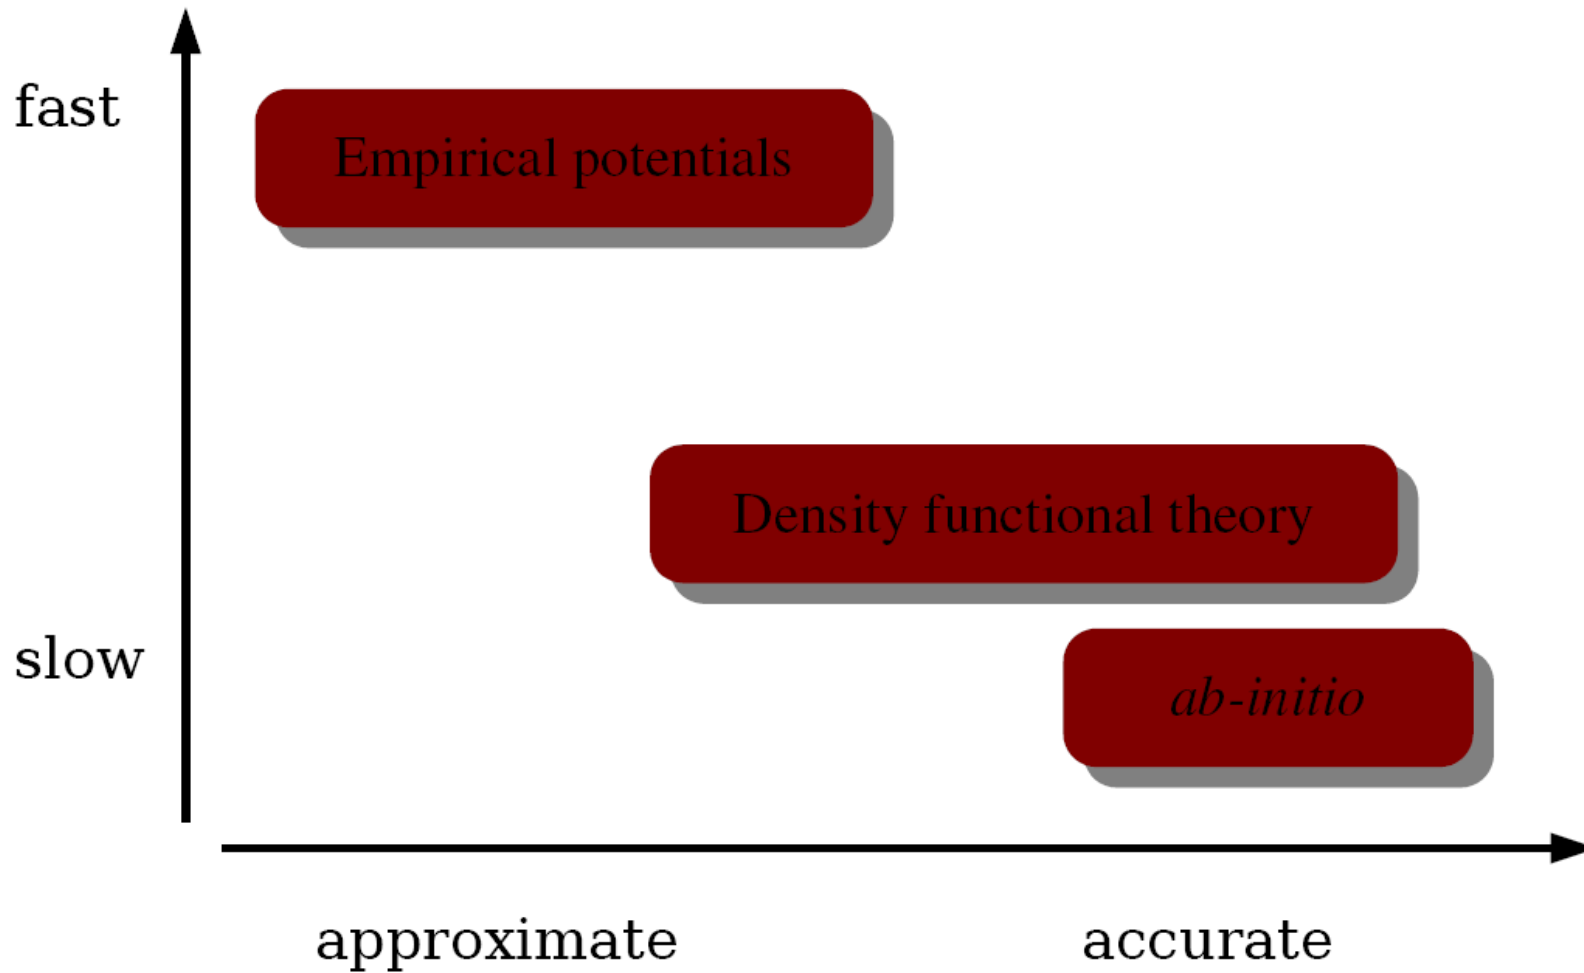 fast
Empirical potentials
Density functional theory
slow
ab-initio
approximate
accurate